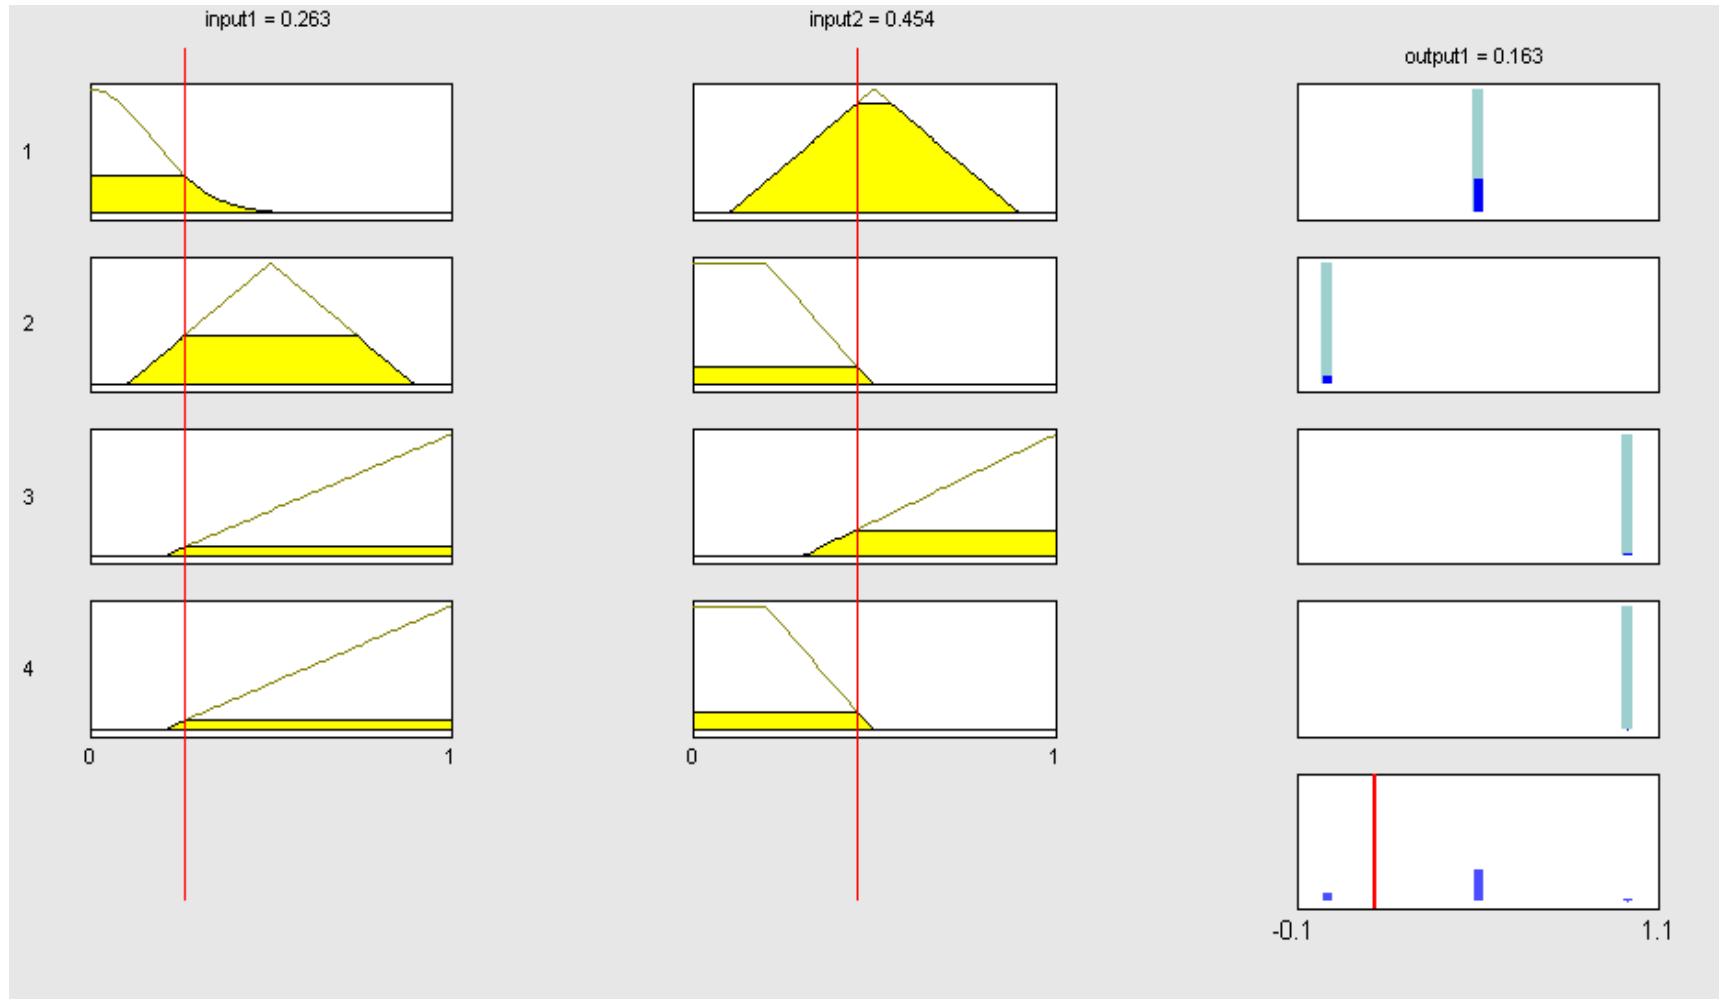 input1 = 0.263
input2 = 0.454
output1 = 0.163
1
2
3
4
0 1
0 1
-0.1 1.1